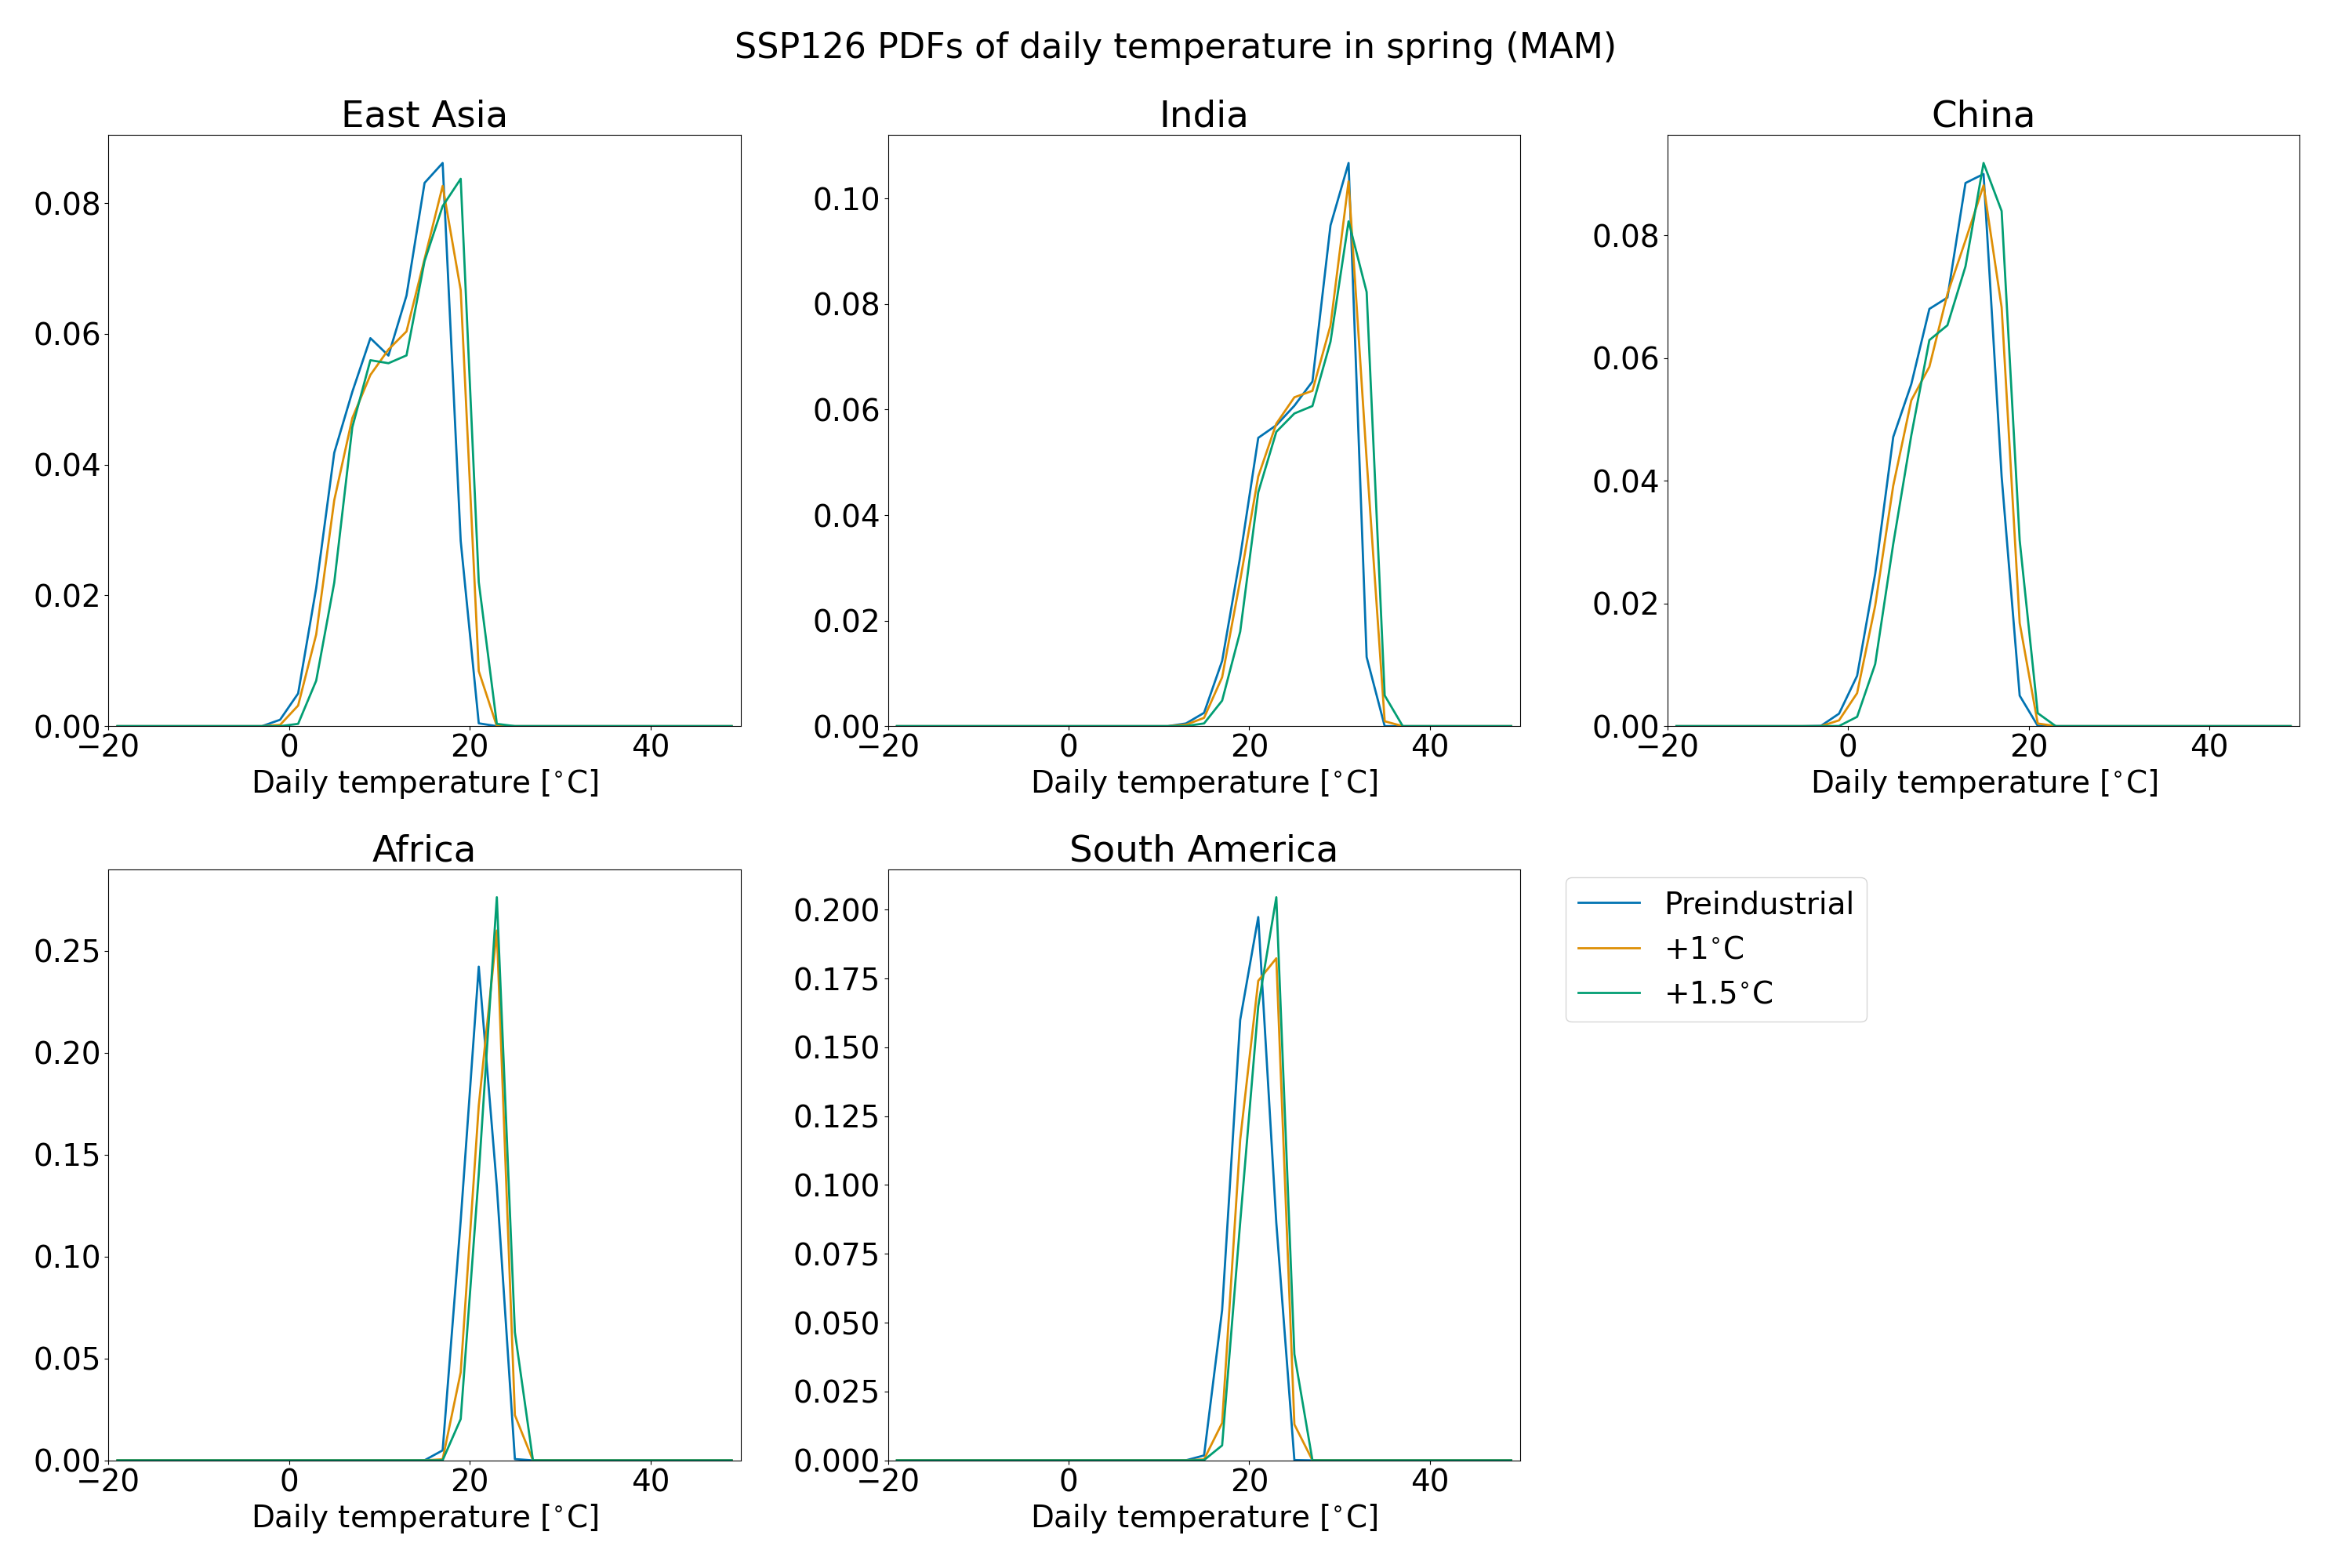 SSP126 PDFs of daily temperature in spring (MAM)
East Asia
0.08
0.06
0.04
0.02
0.00
−20 0 20 40
Daily temperature [°C]
India
0.10
0.08
0.06
0.04
0.02
0.00
−20 0 20 40
Daily temperature [°C]
China
0.08
0.06
0.04
0.02
0.00
−20 0 20 40
Daily temperature [°C]
Africa
0.25
0.20
0.15
0.10
0.05
0.00
−20 0 20 40
Daily temperature [°C]
South America
0.200
0.175
0.150
0.125
0.100
0.075
0.050
0.025
0.000
−20 0 20 40
Daily temperature [°C]
Preindustrial
+1°C
+1.5°C